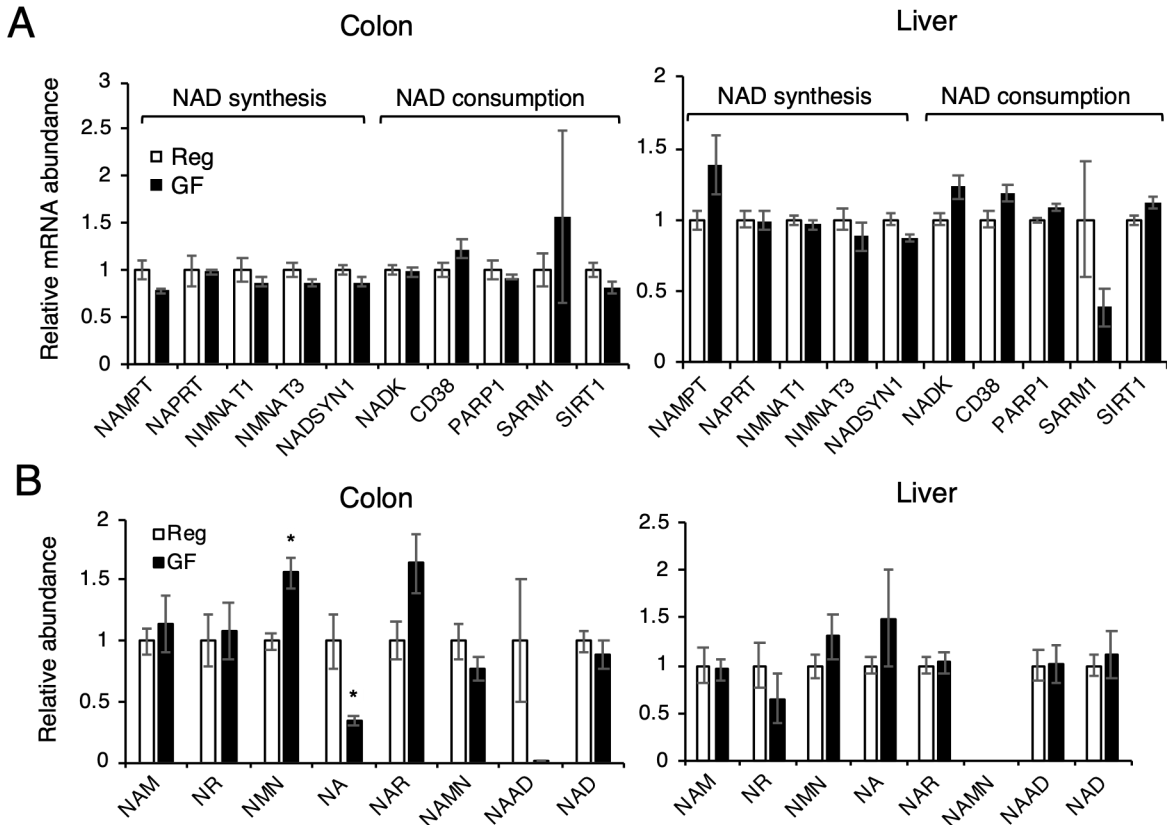 A
Colon
Liver
Relative mRNA abundance
3
2.5
2
1.5
1
0.5
0
NAD synthesis
NAD consumption
Reg
GF
NAMPT
NAPRT
NMNAT1
NMNAT3
NADSYN1
NADK
CD38
PARP1
SARM1
SIRT1
2
1.5
1
0.5
0
NAD synthesis
NAD consumption
NAMPT
NAPRT
NMNAT1
NMNAT3
NADSYN1
NADK
CD38
PARP1
SARM1
SIRT1
B
Colon
Liver
Relative abundance
2
1.5
1
0.5
0
Reg
GF
*
*
NAM
NR
NMN
NA
NAR
NAMN
NAAD
NAD
2.5
2
1.5
1
0.5
0
NAM
NR
NMN
NA
NAR
NAMN
NAAD
NAD